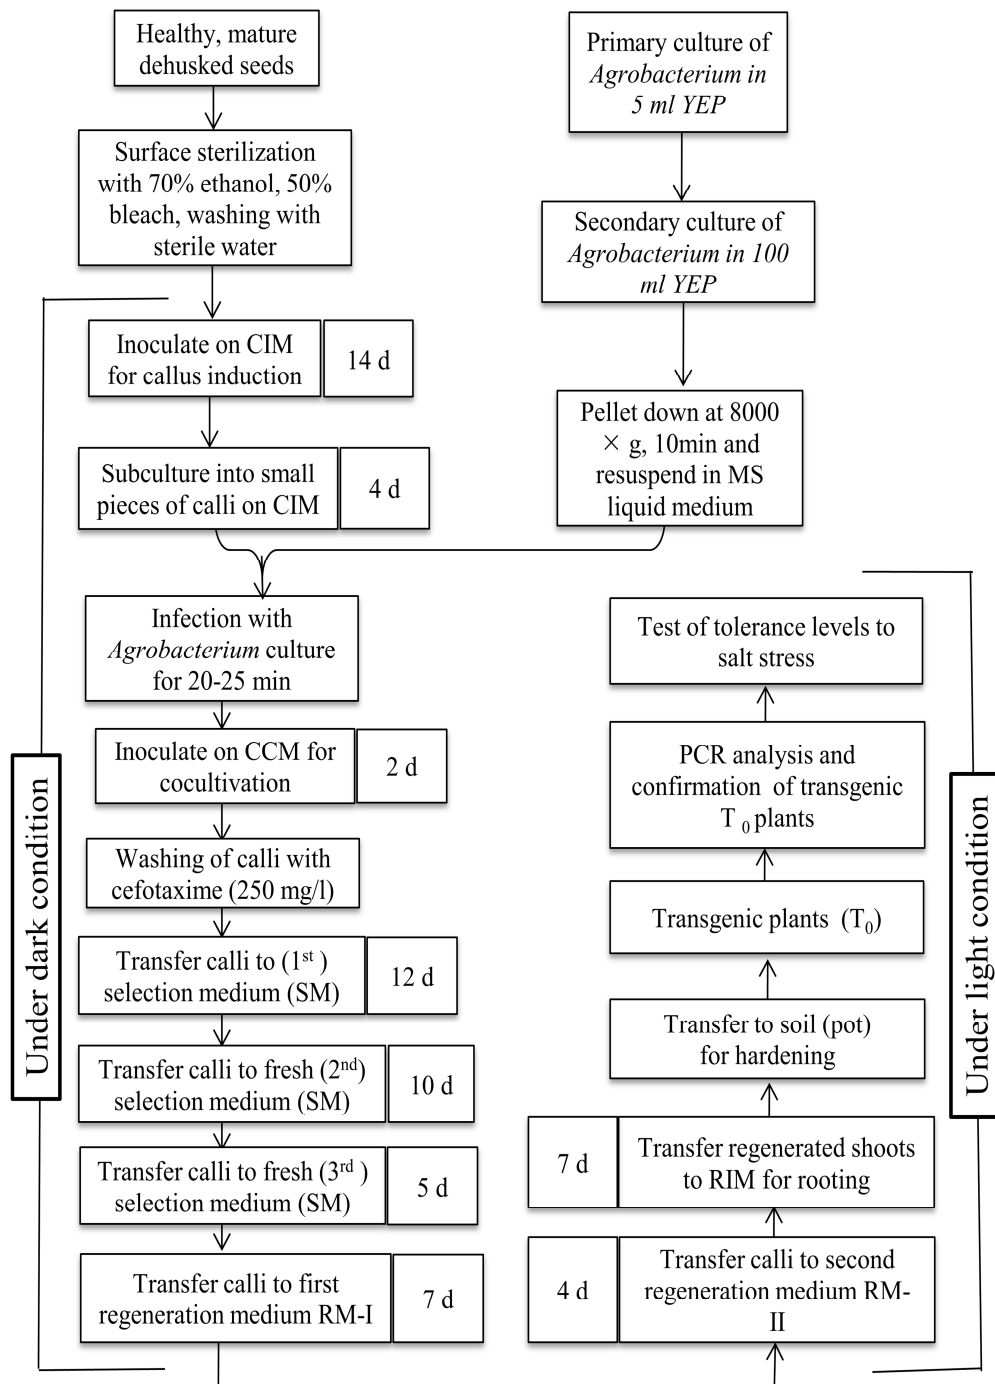 Healthy, mature
dehusked seeds
Surface sterilization
with 70% ethanol, 50%
bleach, washing with
sterile water
Inoculate on CIM
for callus induction
14 d
Subculture into small
pieces of calli on CIM
4 d
Primary culture of
Agrobacterium in
5 ml YEP
Secondary culture of
Agrobacterium in 100
ml YEP
Pellet down at 8000
× g, 10min and
resuspend in MS
liquid medium
Infection with
Agrobacterium culture
for 20-25 min
Inoculate on CCM for
cocultivation
2 d
Washing of calli with
cefotaxime (250 mg/l)
Transfer calli to (1st )
selection medium (SM)
12 d
Transfer calli to fresh (2nd)
selection medium (SM)
10 d
Transfer calli to fresh (3rd )
selection medium (SM)
5 d
Transfer calli to first
regeneration medium RM-I
7 d
Under dark condition
Transfer calli to second
regeneration medium RM-
II
4 d
Transfer regenerated shoots
to RIM for rooting
7 d
Transfer to soil (pot)
for hardening
Transgenic plants (T0)
PCR analysis and
confirmation of transgenic
T 0 plants
Test of tolerance levels to
salt stress
Under light condition